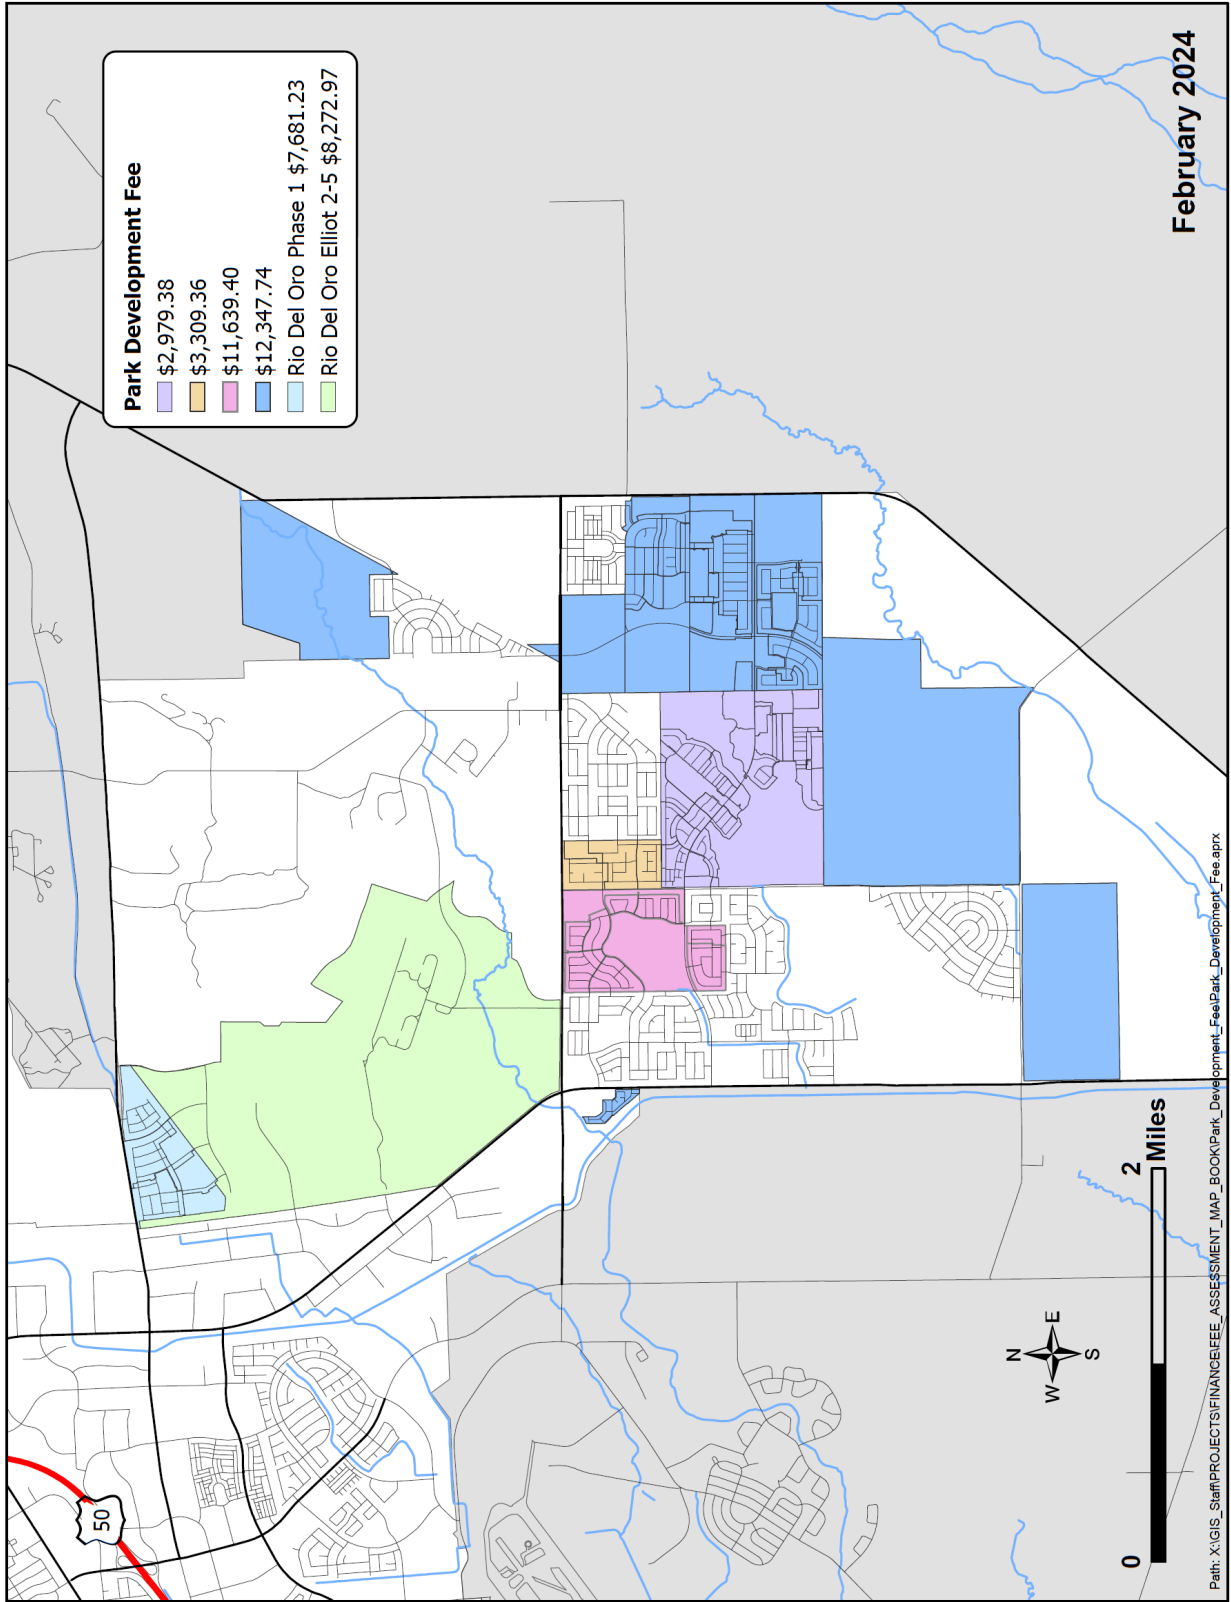 Park Development Fee
$2,979.38
$3,309.36
$11,639.40
$12,347.74
Rio Del Oro Phase 1 $7,681.23
Rio Del Oro Elliot 2-5 $8,272.97
February 2024
50
N
W
E
S
0
2
Miles
Path: X:\GIS_Staff\PROJECTS\FINANCE\FEE_ASSESSMENT_MAP_BOOK\Park_Development_Fee\Park_Development_Fee.aprx